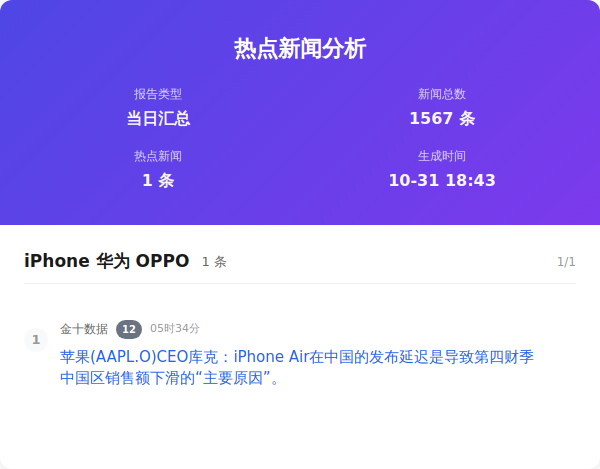 热点新闻分析
报告类型
新闻总数
当日汇总
1567 条
热点新闻
生成时间
1 条
10-31 18:43
iPhone 华为 OPPO 1 条 1/1
1
金十数据 12 05时34分
苹果(AAPL.O)CEO库克：iPhone Air在中国的发布延迟是导致第四财季
中国区销售额下滑的“主要原因”。